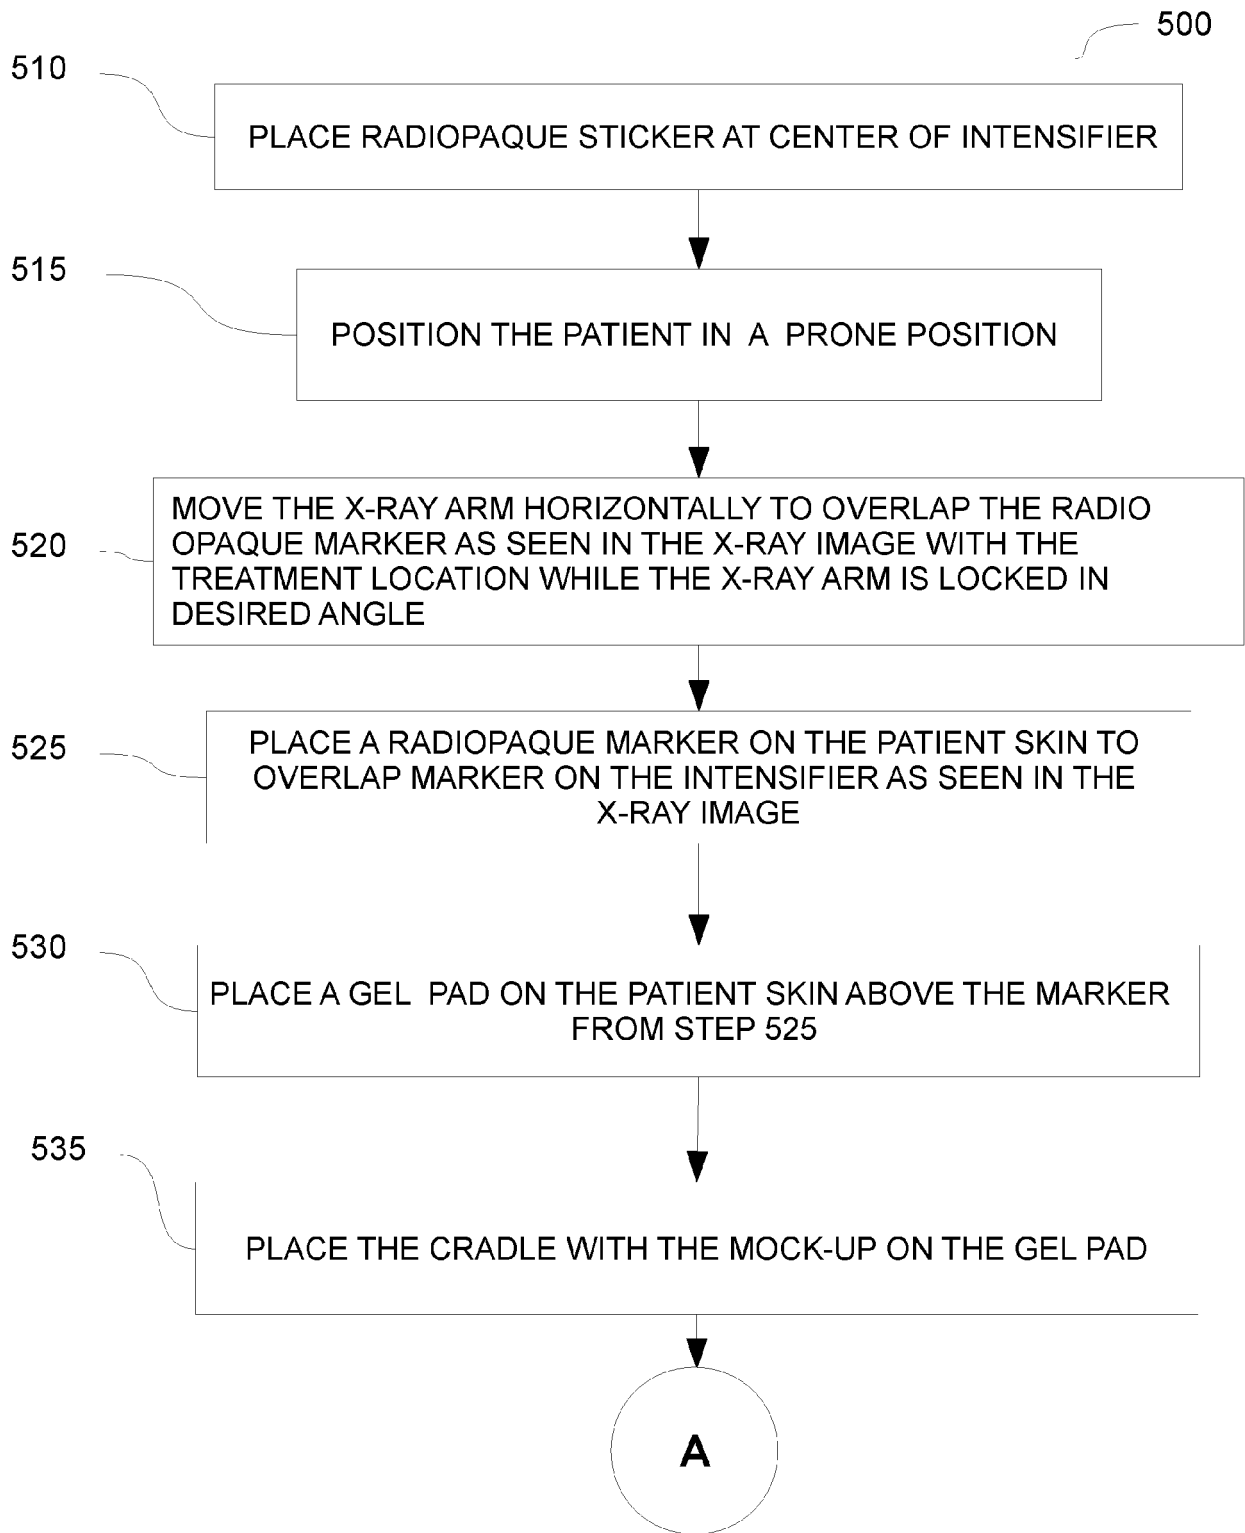 500
510
PLACE RADIOPAQUE STICKER AT CENTER OF INTENSIFIER
515
POSITION THE PATIENT IN A PRONE POSITION
520
MOVE THE X-RAY ARM HORIZONTALLY TO OVERLAP THE RADIO
OPAQUE MARKER AS SEEN IN THE X-RAY IMAGE WITH THE
TREATMENT LOCATION WHILE THE X-RAY ARM IS LOCKED IN
DESIRED ANGLE
525
PLACE A RADIOPAQUE MARKER ON THE PATIENT SKIN TO
OVERLAP MARKER ON THE INTENSIFIER AS SEEN IN THE
X-RAY IMAGE
530
PLACE A GEL PAD ON THE PATIENT SKIN ABOVE THE MARKER
FROM STEP 525
535
PLACE THE CRADLE WITH THE MOCK-UP ON THE GEL PAD
A